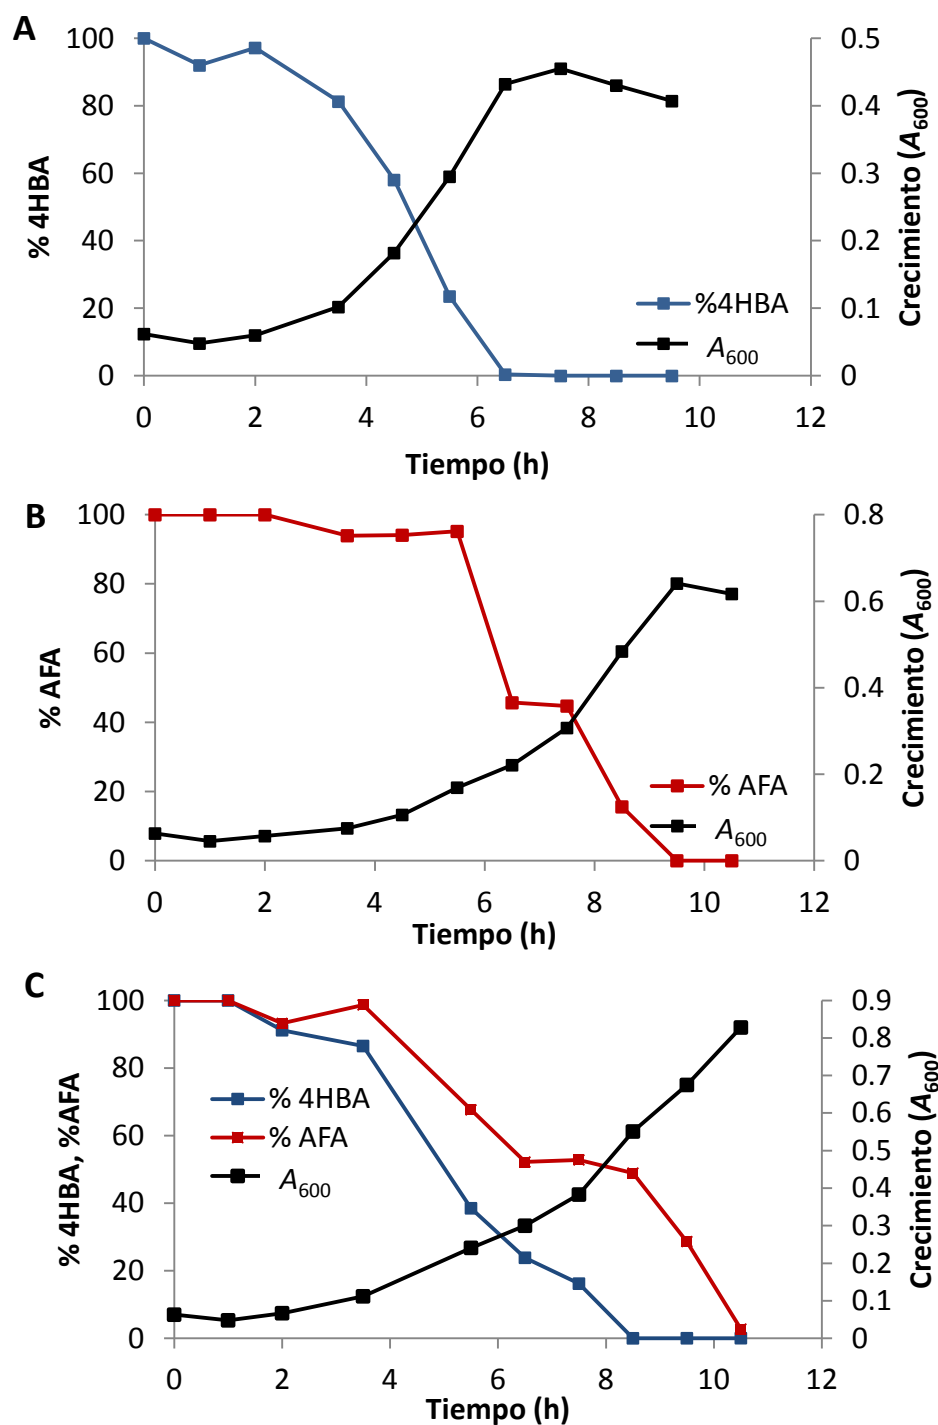 A
100
80
60
40
20
0
% 4HBA
0.5
0.4
0.3
0.2
0.1
0
Crecimiento (A600)
%4HBA
A600
0 2 4 6 8 10 12
Tiempo (h)
B
100
80
60
40
20
0
% AFA
0.8
0.6
0.4
0.2
0
Crecimiento (A600)
% AFA
A600
0 2 4 6 8 10 12
Tiempo (h)
C
100
80
60
40
20
0
% 4HBA, %AFA
0.9
0.8
0.7
0.6
0.5
0.4
0.3
0.2
0.1
0
Crecimiento (A600)
% 4HBA
% AFA
A600
0 2 4 6 8 10 12
Tiempo (h)